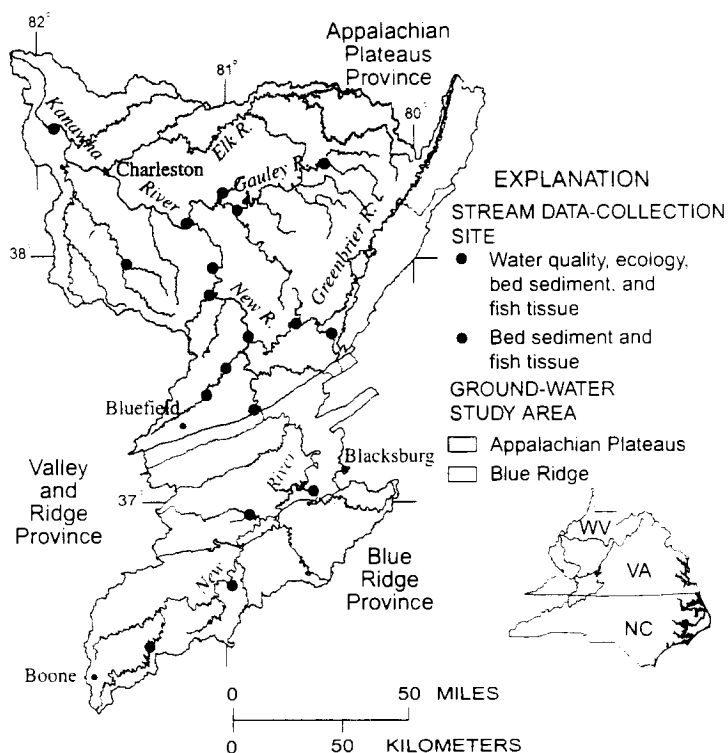 82°
81°
Appalachian
Plateaus
Province
80°
Kanawha
River
Elk R.
Charleston
Gauley R.
Greenbrier R.
38°
New R.
EXPLANATION
STREAM DATA-COLLECTION
SITE
Water quality, ecology,
bed sediment, and
fish tissue
Bed sediment and
fish tissue
GROUND-WATER
STUDY AREA
Appalachian Plateaus
Blue Ridge
Bluefield
Blacksburg
Valley
and
Ridge
Province
37°
New
River
Blue
Ridge
Province
Boone
WV
VA
NC
0 50 MILES
0 50 KILOMETERS